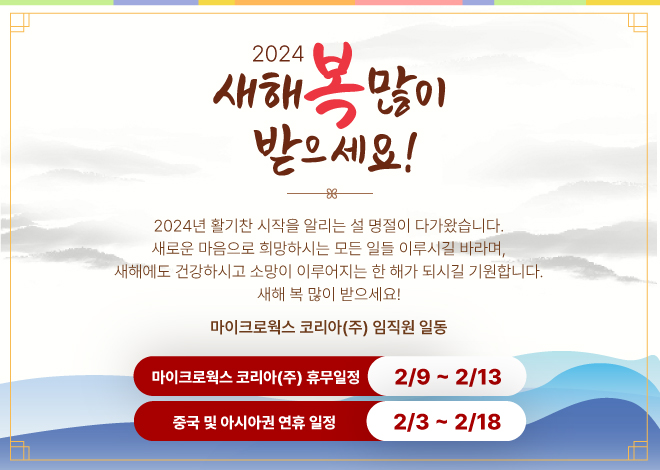 2024
새해 복 많이
받으세요!
2024년 활기찬 시작을 알리는 설 명절이 다가왔습니다.
새로운 마음으로 희망하시는 모든 일들 이루시길 바라며,
새해에도 건강하시고 소망이 이루어지는 한 해가 되시길 기원합니다.
새해 복 많이 받으세요!
마이크로웍스 코리아(주) 임직원 일동
마이크로웍스 코리아(주) 휴무일정 2/9 ~ 2/13
중국 및 아시아권 연휴 일정 2/3 ~ 2/18